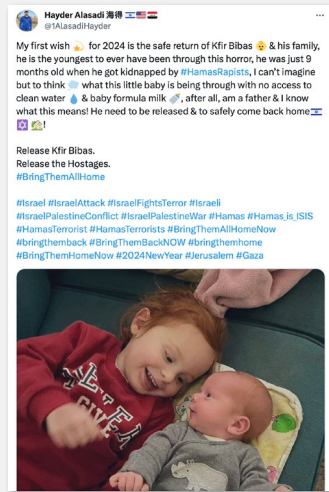 Hayder Alasadi 海得 🇮🇱🇺🇸🇮🇶
@1AlasadiHayder
My first wish 💫 for 2024 is the safe return of Kfir Bibas 👶 & his family,
he is the youngest to ever have been through this horror, he was just 9
months old when he got kidnapped by #HamasRapists, I can't imagine
but to think 💭 what this little baby is being through with no access to
clean water 💧 & baby formula milk 🍼, after all, am a father & I know
what this means! He need to be released & to safely come back home🇮🇱
✡️ 🏡!
Release Kfir Bibas.
Release the Hostages.
#BringThemAllHome
#Israel #IsraelAttack #IsraelFightsTerror #Israeli
#IsraelPalestineConflict #IsraelPalestineWar #Hamas #Hamas_is_ISIS
#HamasTerrorist #HamasTerrorists #BringThemAllHomeNow
#bringthemback #BringThemBackNOW #bringthemhome
#BringThemHomeNow #2024NewYear #Jerusalem #Gaza